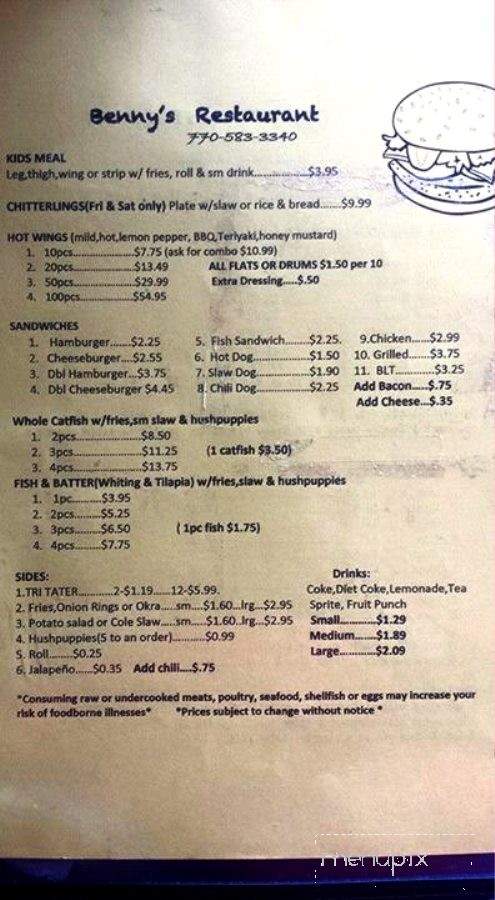 Benny's Restaurant
770-583-3340
KIDS MEAL
Leg,thigh,wing or strip w/ fries, roll & sm drink..................$3.95
CHITTERLINGS(Fri & Sat only) Plate w/slaw or rice & bread.......$9.99
HOT WINGS (mild,hot,lemon pepper, BBQ,Teriyaki,honey mustard)
1. 10pcs......................$7.75 (ask for combo $10.99)
2. 20pcs......................$13.49 ALL FLATS OR DRUMS $1.50 per 10
3. 50pcs......................$29.99 Extra Dressing.....$.50
4. 100pcs....................$54.95
SANDWICHES
1. Hamburger.......$2.25 5. Fish Sandwich.......$2.25. 9.Chicken.....$2.99
2. Cheeseburger....$2.55 6. Hot Dog.................$1.50 10. Grilled.......$3.75
3. Dbl Hamburger...$3.75 7. Slaw Dog................$1.90 11. BLT.............$3.25
4. Dbl Cheeseburger $4.45 8. Chili Dog................$2.25 Add Bacon.....$.75
Add Cheese...$.35
Whole Catfish w/fries,sm slaw & hushpuppies
1. 2pcs......................$8.50
2. 3pcs......................$11.25 (1 catfish $3.50)
3. 4pcs......................$13.75
FISH & BATTER(Whiting & Tilapia) w/fries,slaw & hushpuppies
1. 1pc.........$3.95
2. 2pcs........$5.25
3. 3pcs........$6.50 ( 1pc fish $1.75)
4. 4pcs........$7.75
SIDES: Drinks:
1.TRI TATER............2-$1.19......12-$5.99. Coke,Diet Coke,Lemonade,Tea
2. Fries,Onion Rings or Okra.....sm....$1.60...lrg...$2.95 Sprite, Fruit Punch
3. Potato salad or Cole Slaw.....sm....$1.60..lrg...$2.95 Small............$1.29
4. Hushpuppies(5 to an order)...........$0.99 Medium.......$1.89
5. Roll........$0.25 Large............$2.09
6. Jalapeño......$0.35 Add chili....$.75
*Consuming raw or undercooked meats, poultry, seafood, shellfish or eggs may increase your
risk of foodborne illnesses* *Prices subject to change without notice *
menupix